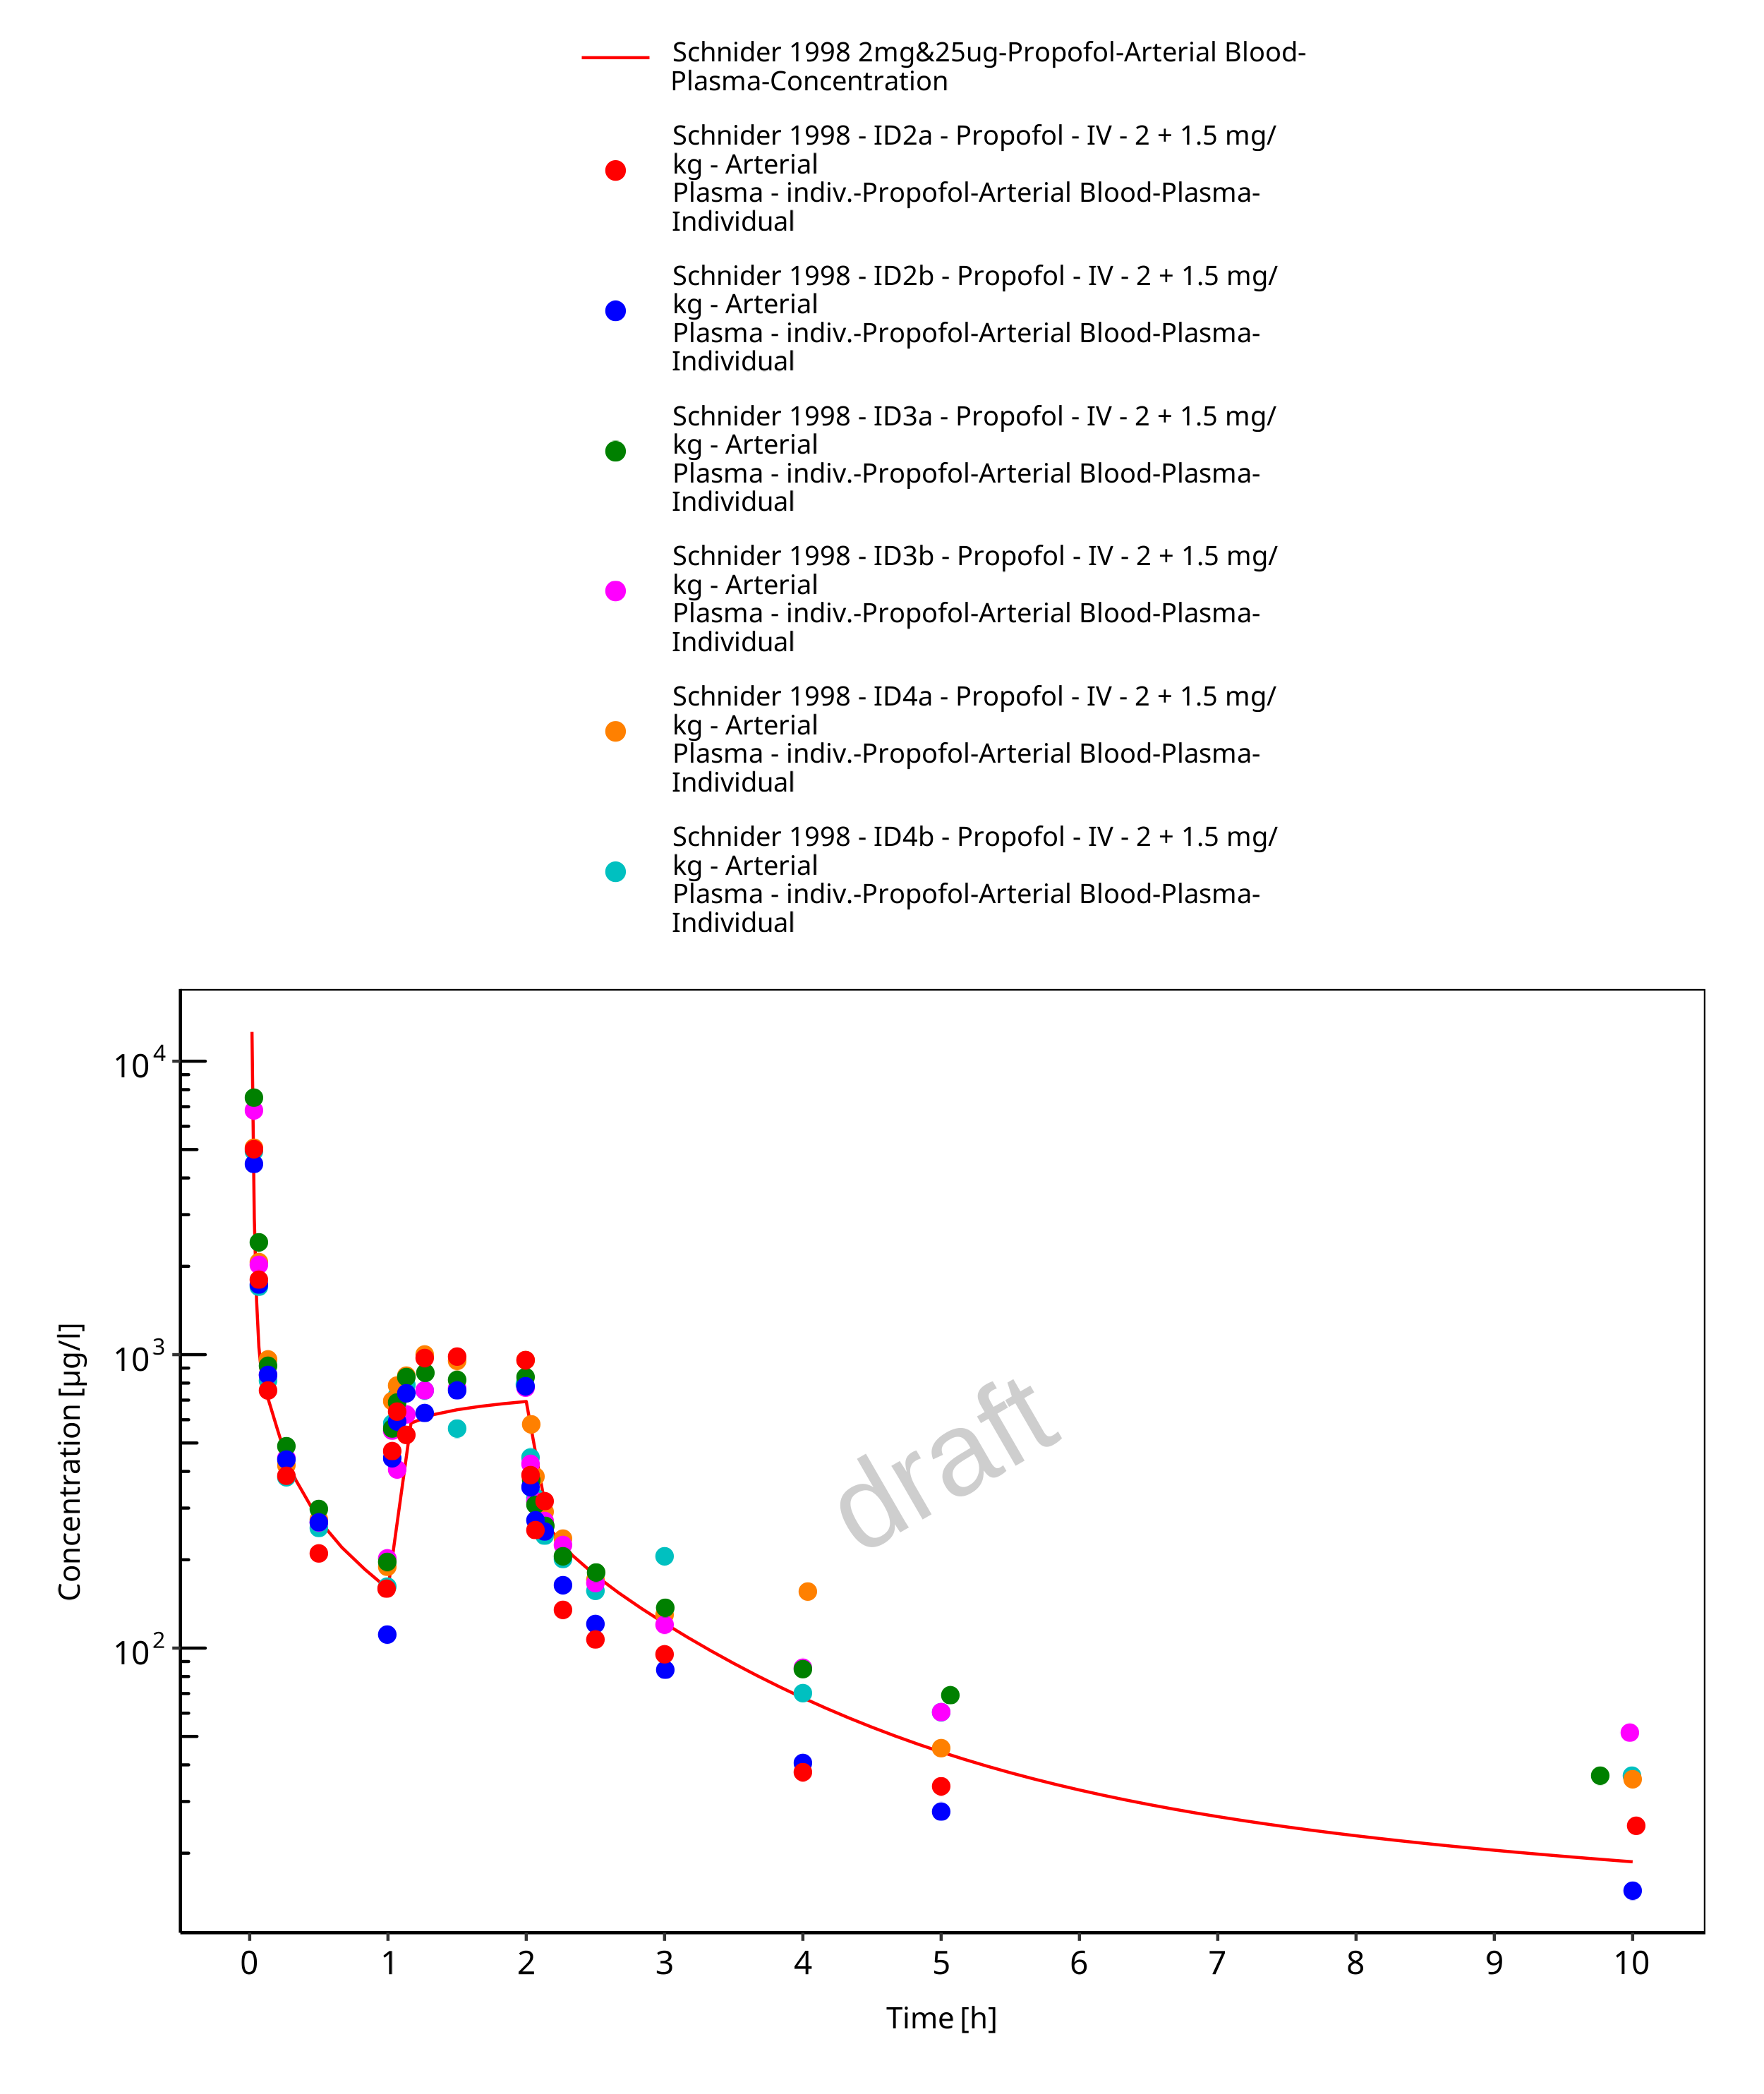 Schnider 1998 2mg&25ug-Propofol-Arterial Blood-
Plasma-Concentration
Schnider 1998 - ID2a - Propofol - IV - 2 + 1.5 mg/
kg - Arterial
Plasma - indiv.-Propofol-Arterial Blood-Plasma-
Individual
Schnider 1998 - ID2b - Propofol - IV - 2 + 1.5 mg/
kg - Arterial
Plasma - indiv.-Propofol-Arterial Blood-Plasma-
Individual
Schnider 1998 - ID3a - Propofol - IV - 2 + 1.5 mg/
kg - Arterial
Plasma - indiv.-Propofol-Arterial Blood-Plasma-
Individual
Schnider 1998 - ID3b - Propofol - IV - 2 + 1.5 mg/
kg - Arterial
Plasma - indiv.-Propofol-Arterial Blood-Plasma-
Individual
Schnider 1998 - ID4a - Propofol - IV - 2 + 1.5 mg/
kg - Arterial
Plasma - indiv.-Propofol-Arterial Blood-Plasma-
Individual
Schnider 1998 - ID4b - Propofol - IV - 2 + 1.5 mg/
kg - Arterial
Plasma - indiv.-Propofol-Arterial Blood-Plasma-
Individual
10^4
10^3
10^2
Concentration [µg/l]
draft
0 1 2 3 4 5 6 7 8 9 10
Time [h]